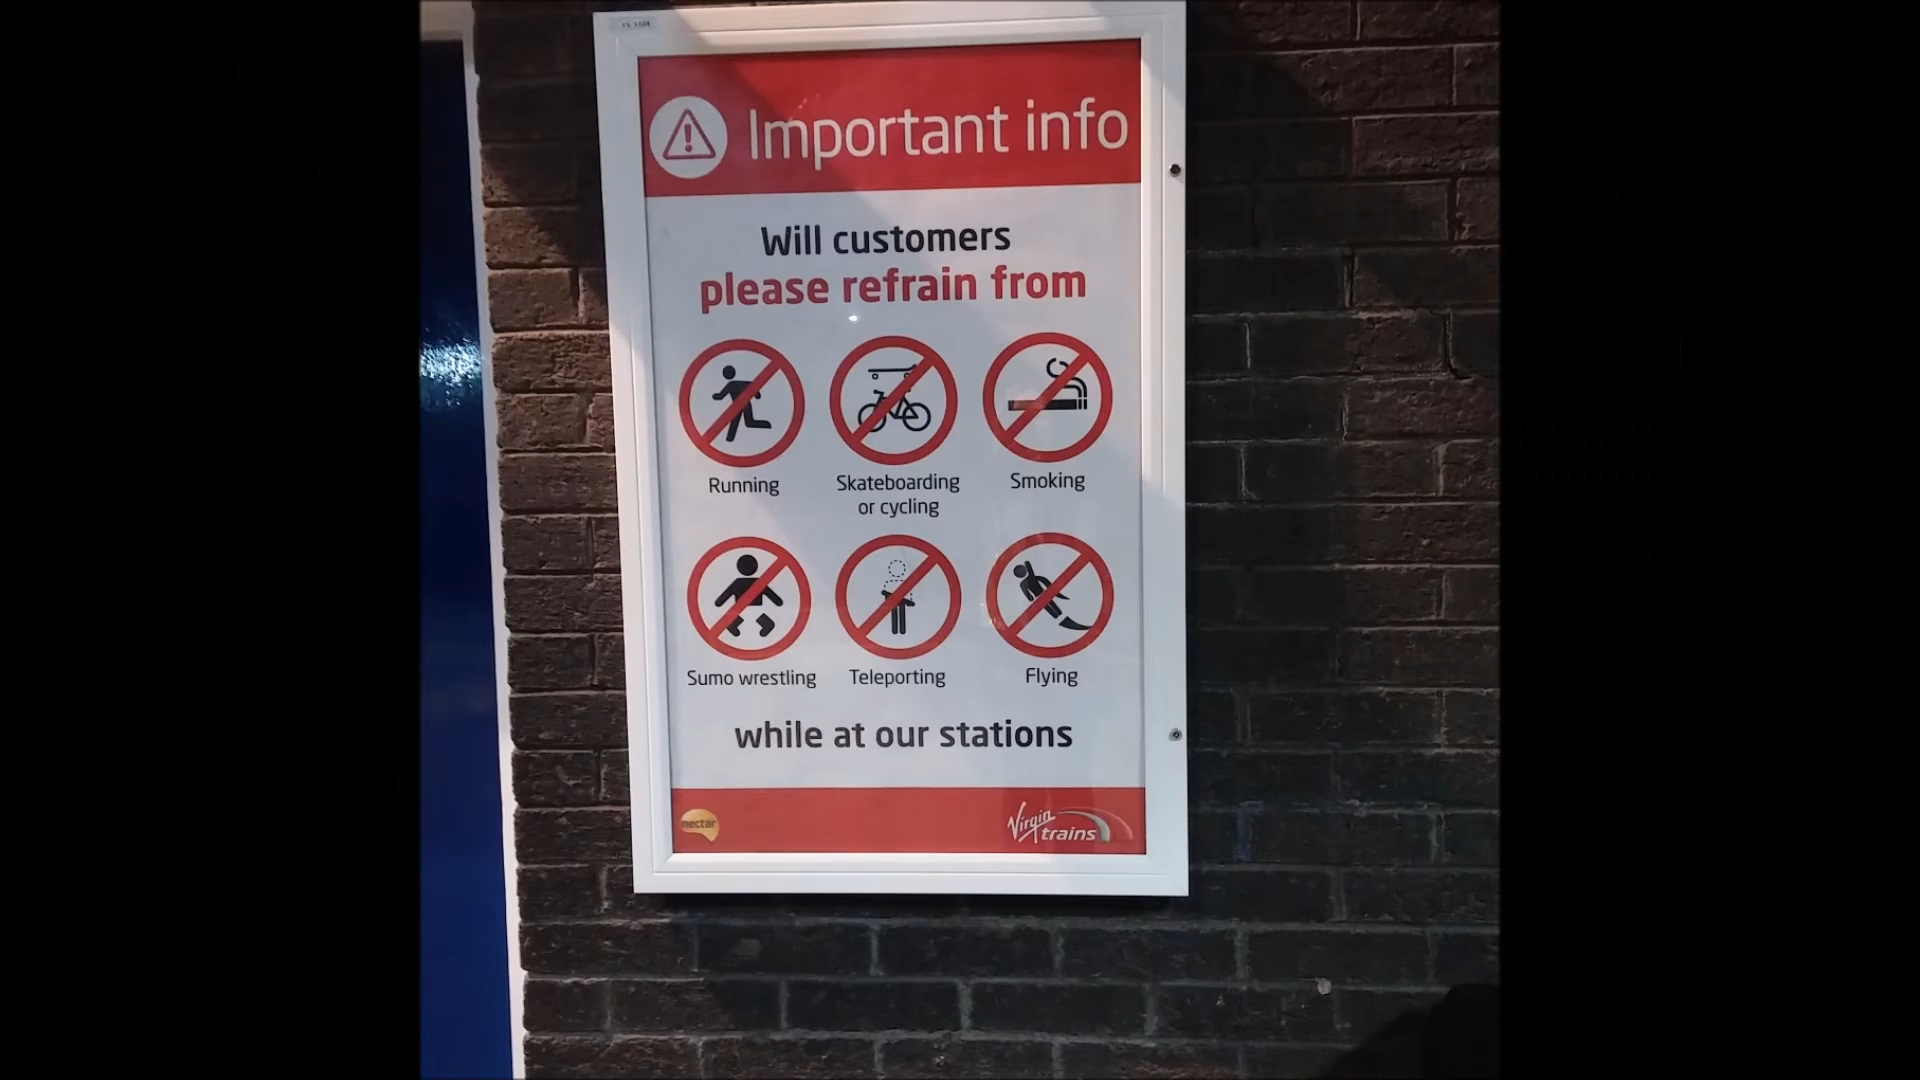 Important info
Will customers
please refrain from
Running
Skateboarding
or cycling
Smoking
Sumo wrestling
Teleporting
Flying
while at our stations
nectar
Virgin
trains